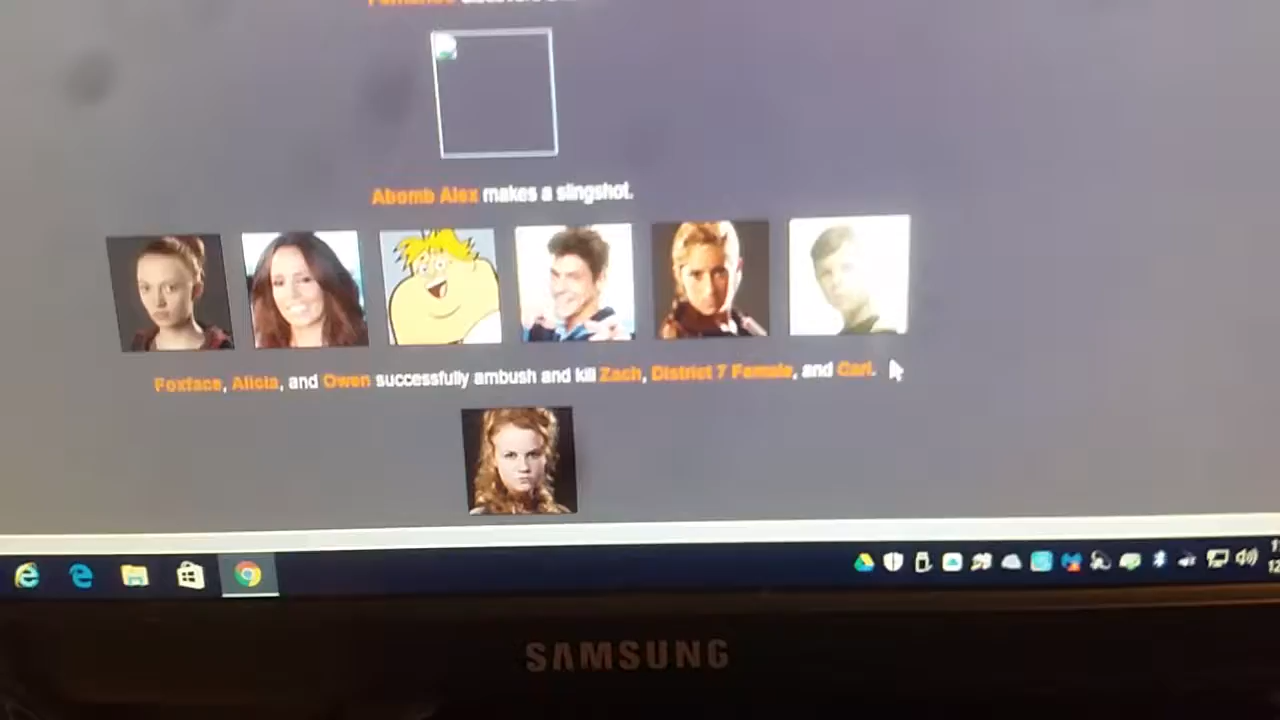 Abomb Alex makes a slingshot.
Foxface, Alicia, and Owen successfully ambush and kill Zach, District 7 Female, and Carl.
SAMSUNG